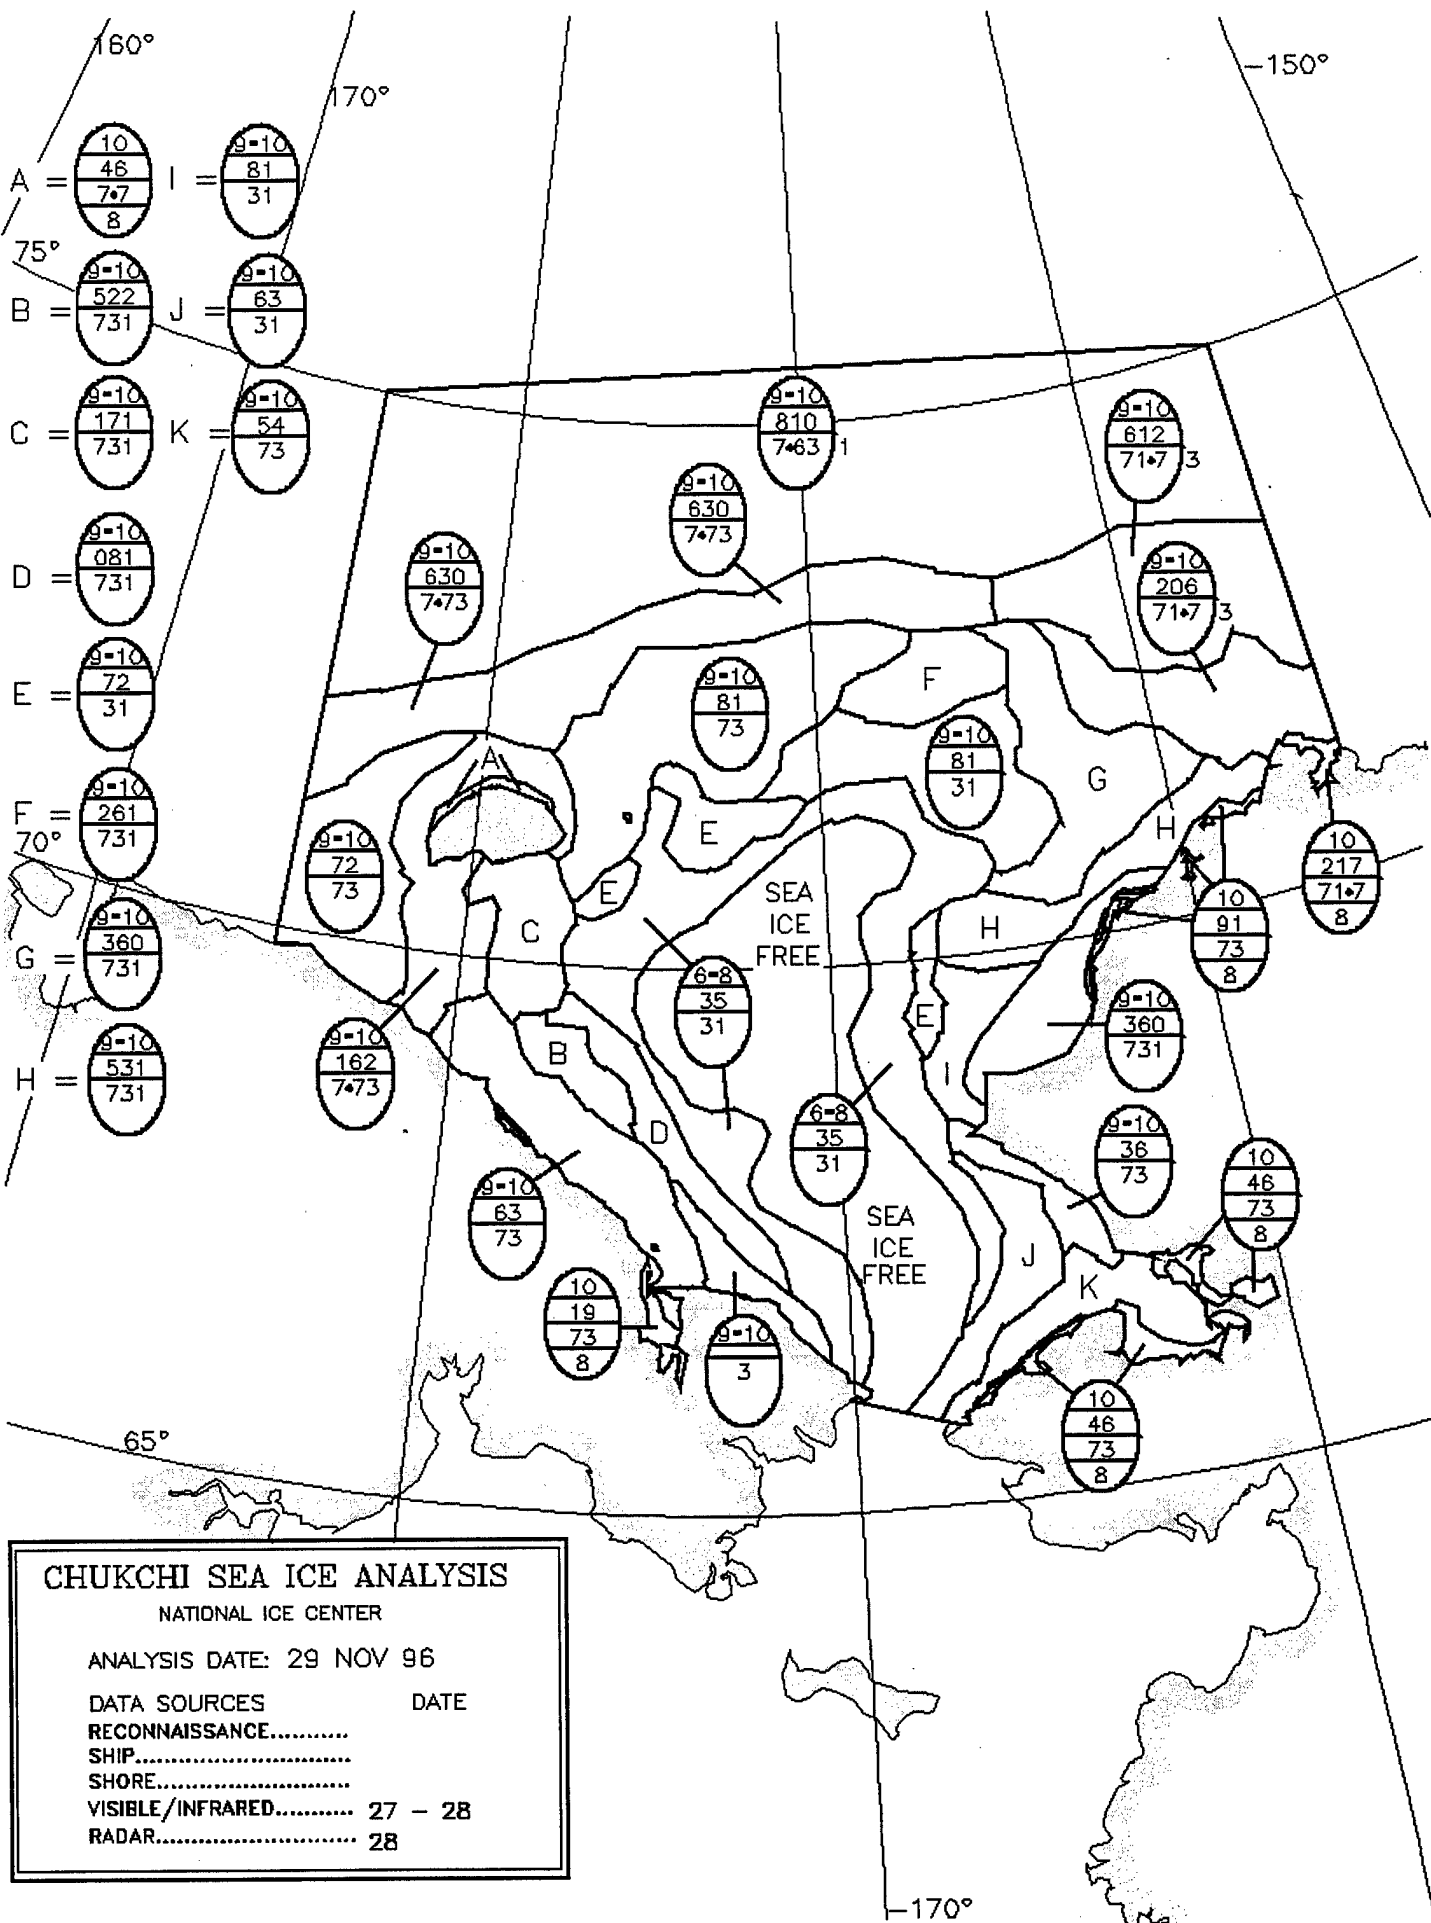 160°
-150°
170°
A =
10
46
7•7
8
I =
9-10
81
31
75°
B =
9-10
522
731
J =
9-10
63
31
C =
9-10
171
731
K =
9-10
54
73
9-10
810
7•63
1
9-10
612
71•7
3
9-10
630
7•73
D =
9-10
081
731
9-10
630
7•73
9-10
206
71•7
3
E =
9-10
72
31
9-10
81
73
F
9-10
81
31
A
G
F =
9-10
261
731
70°
9-10
72
73
E
H
10
217
71•7
8
E
SEA
ICE
FREE
C
H
10
91
73
8
G =
9-10
360
731
6-8
35
31
9-10
360
731
E
H =
9-10
531
731
9-10
162
7•73
B
I
D
6-8
35
31
9-10
36
73
10
46
73
8
9-10
63
73
SEA
ICE
FREE
J
K
10
19
73
8
9-10
3
10
46
73
8
65°
CHUKCHI SEA ICE ANALYSIS
NATIONAL ICE CENTER
ANALYSIS DATE: 29 NOV 96
DATA SOURCES DATE
RECONNAISSANCE...........
SHIP............................
SHORE.........................
VISIBLE/INFRARED........... 27 - 28
RADAR.......................... 28
-170°